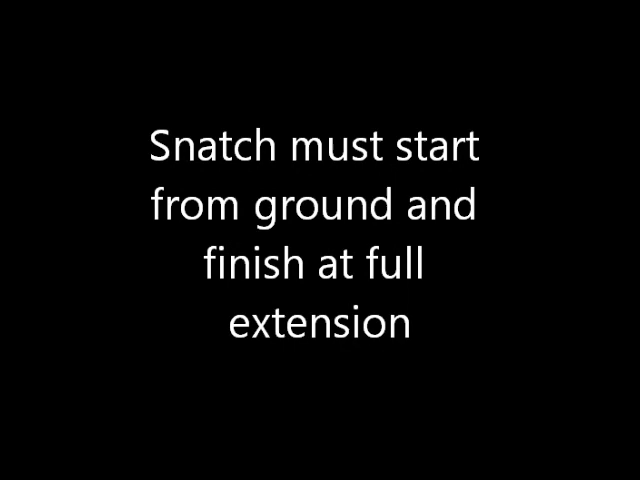 Snatch must start
from ground and
finish at full
extension